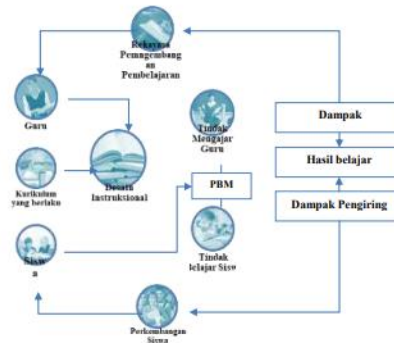 Rekayasa
Pemngembang
an
Pembelajaran
Guru
Tindak
Mengajar
Guru
Dampak
Hasil belajar
Kurikulum
yang berlaku
Desain
Instruksional
PBM
Dampak Pengiring
Sisw
a
Tindak
Belajar Sisw
Perkembangan
Siswa